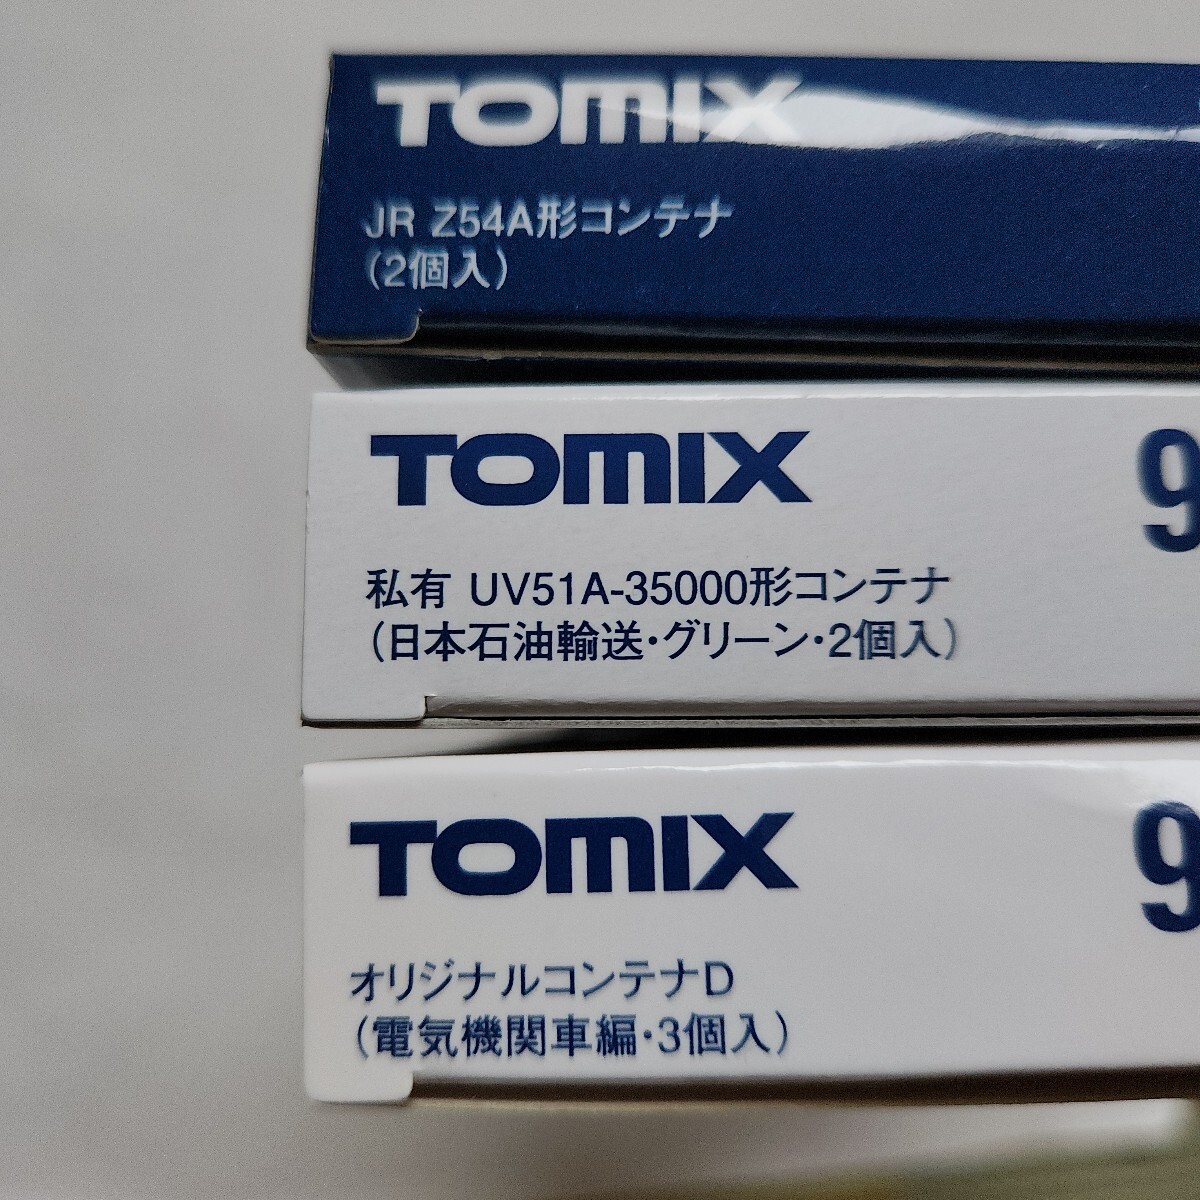 TOMIX
JR Z54A形コンテナ
(2個入)
TOMIX
9
私有 UV51A-35000形コンテナ
(日本石油輸送・グリーン・2個入)
TOMIX
9
オリジナルコンテナD
(電気機関車編・3個入)